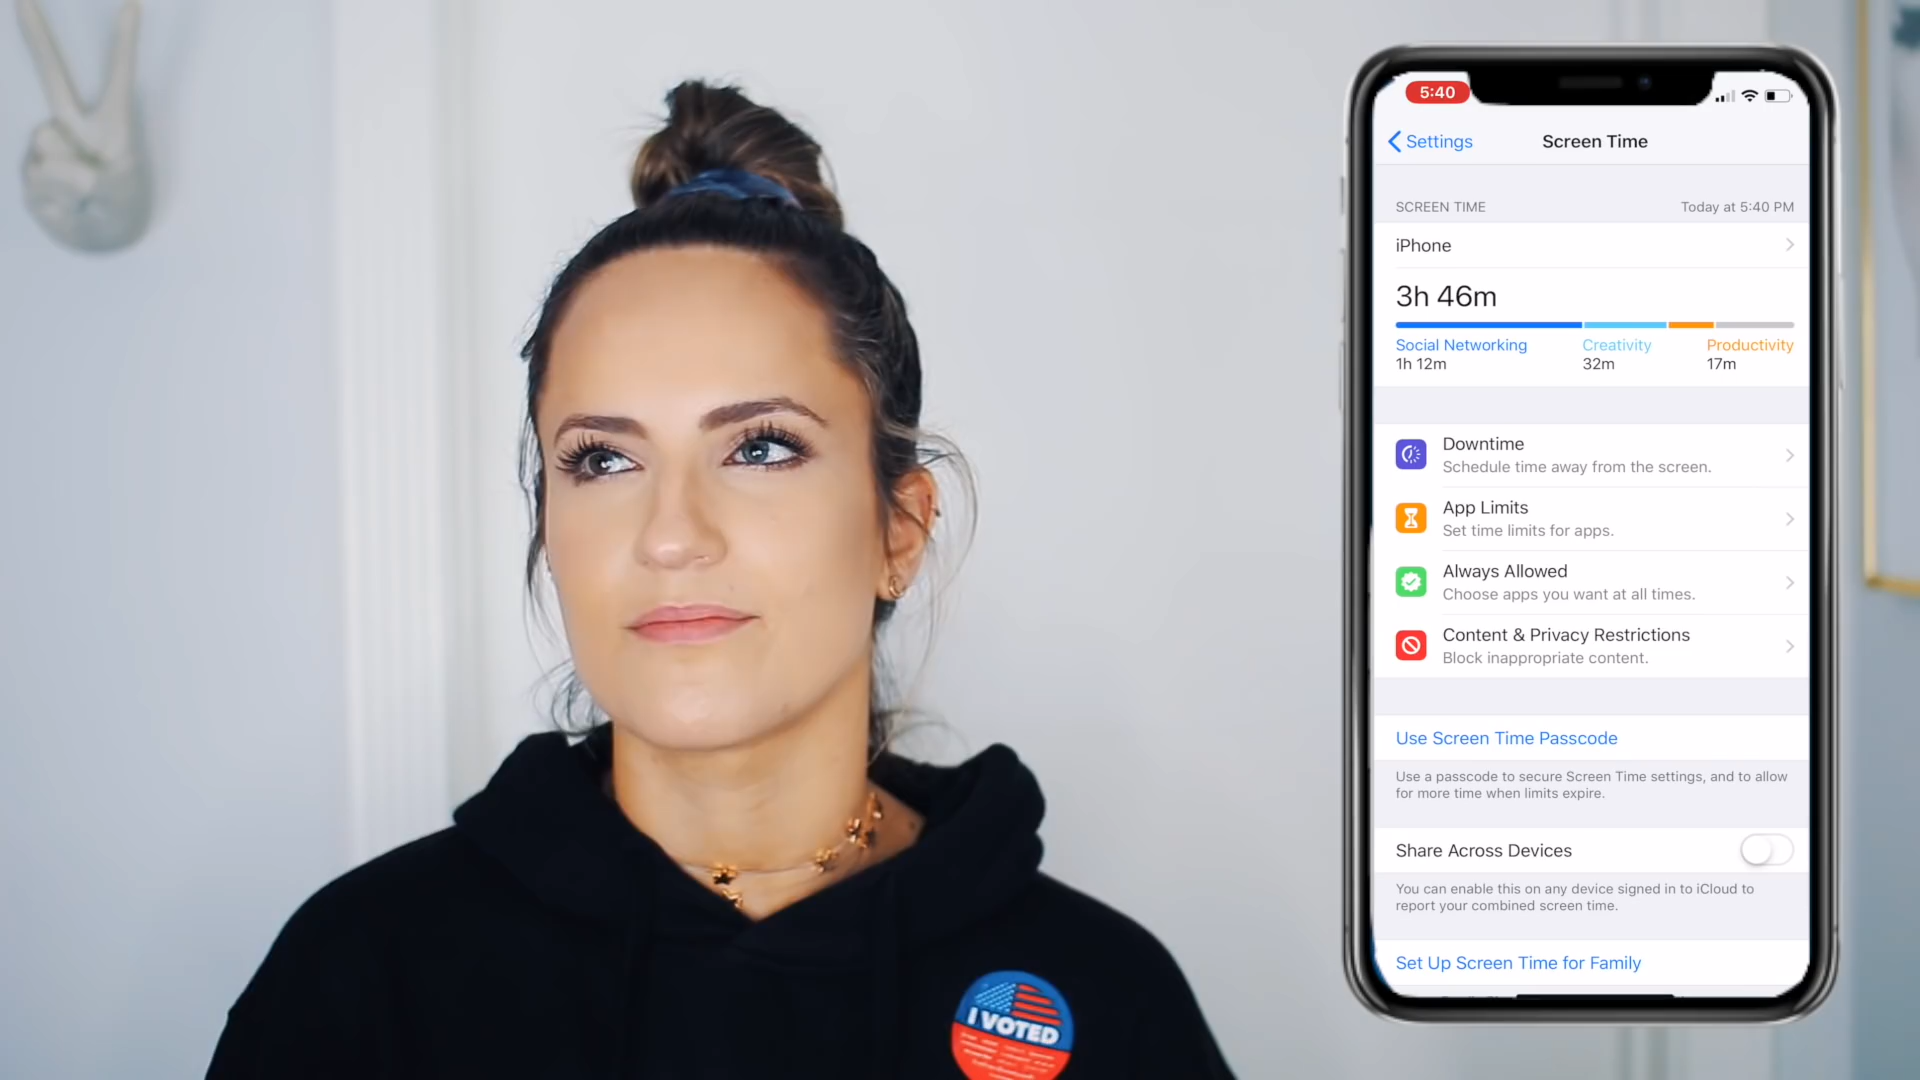 5:40
Settings
Screen Time
SCREEN TIME
Today at 5:40 PM
iPhone
3h 46m
Social Networking
Creativity
Productivity
1h 12m
32m
17m
Downtime
Schedule time away from the screen.
App Limits
Set time limits for apps.
Always Allowed
Choose apps you want at all times.
Content & Privacy Restrictions
Block inappropriate content.
Use Screen Time Passcode
Use a passcode to secure Screen Time settings, and to allow
for more time when limits expire.
Share Across Devices
You can enable this on any device signed in to iCloud to
report your combined screen time.
Set Up Screen Time for Family
I VOTED